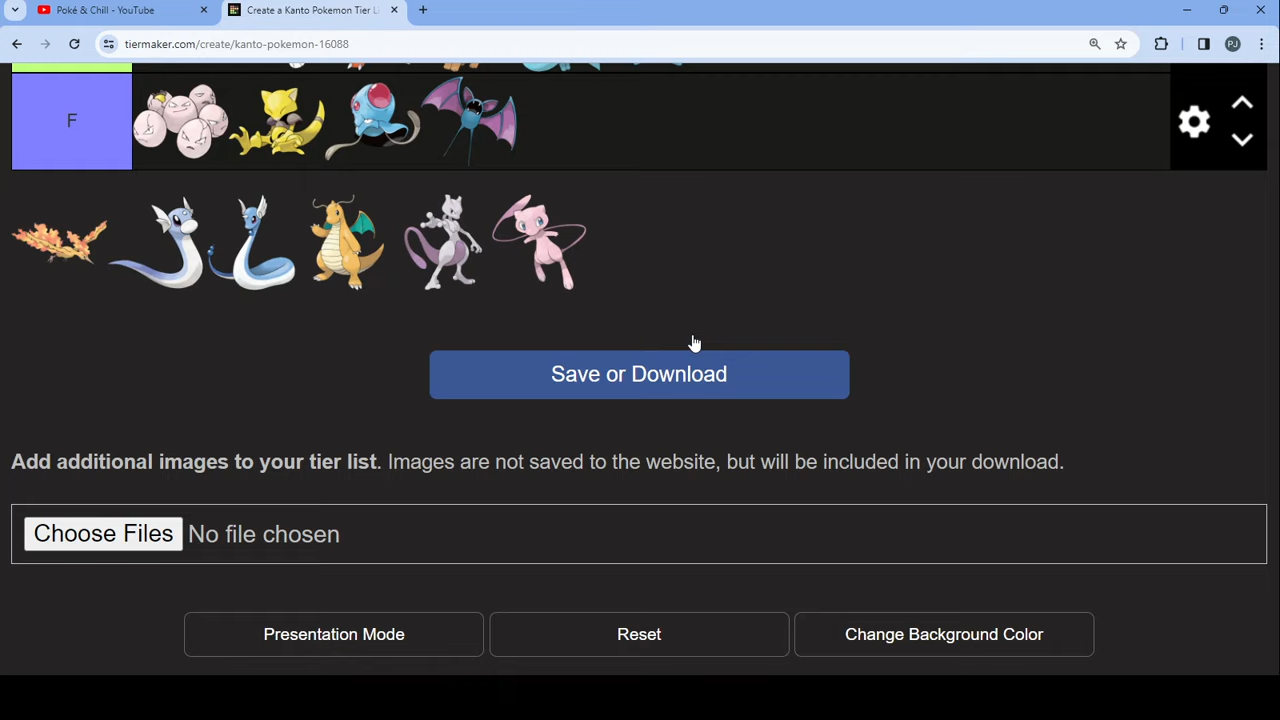 Poké & Chill - YouTube
Create a Kanto Pokemon Tier Li
tiermaker.com/create/kanto-pokemon-16088
PJ
F
Save or Download
Add additional images to your tier list. Images are not saved to the website, but will be included in your download.
Choose Files No file chosen
Presentation Mode
Reset
Change Background Color